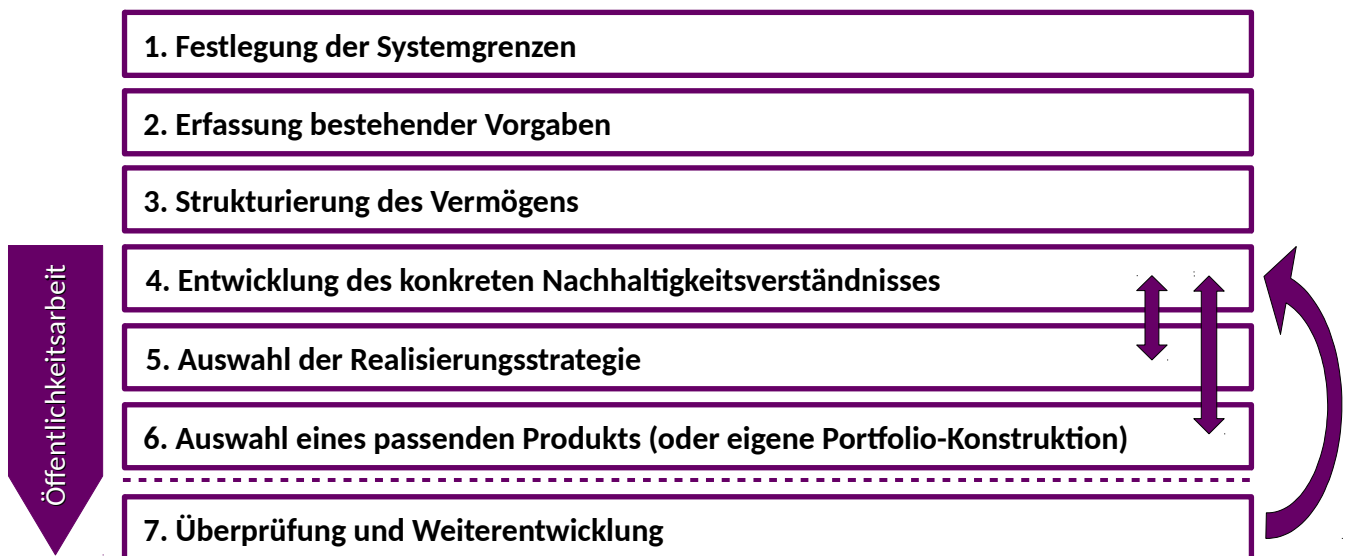 1. Festlegung der Systemgrenzen
2. Erfassung bestehender Vorgaben
3. Strukturierung des Vermögens
4. Entwicklung des konkreten Nachhaltigkeitsverständnisses
5. Auswahl der Realisierungsstrategie
6. Auswahl eines passenden Produkts (oder eigene Portfolio-Konstruktion)
7. Überprüfung und Weiterentwicklung
Öffentlichkeitsarbeit